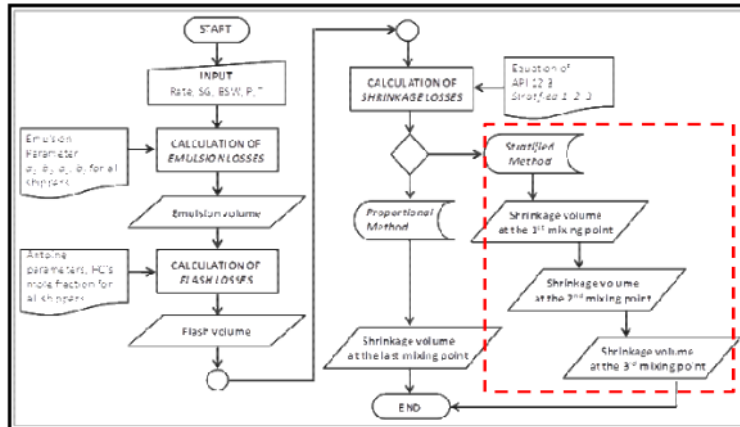 START
INPUT
Rate, SG, BSW, P, T
Emulsion
Parameter
for all
shippers
CALCULATION OF
EMULSION LOSSES
Emulsion volume
Antoine
parameters, HC's
mole fraction for
all shippers
CALCULATION OF
FLASH LOSSES
Flash volume
CALCULATION OF
SHRINKAGE LOSSES
Equation of
API 12.3
Stratified 1, 2, 3
Stratified
Method
Proportional
Method
Shrinkage volume
at the 1st mixing point
Shrinkage volume
at the 2nd mixing point
Shrinkage volume
at the last mixing point
Shrinkage volume
at the 3rd mixing point
END